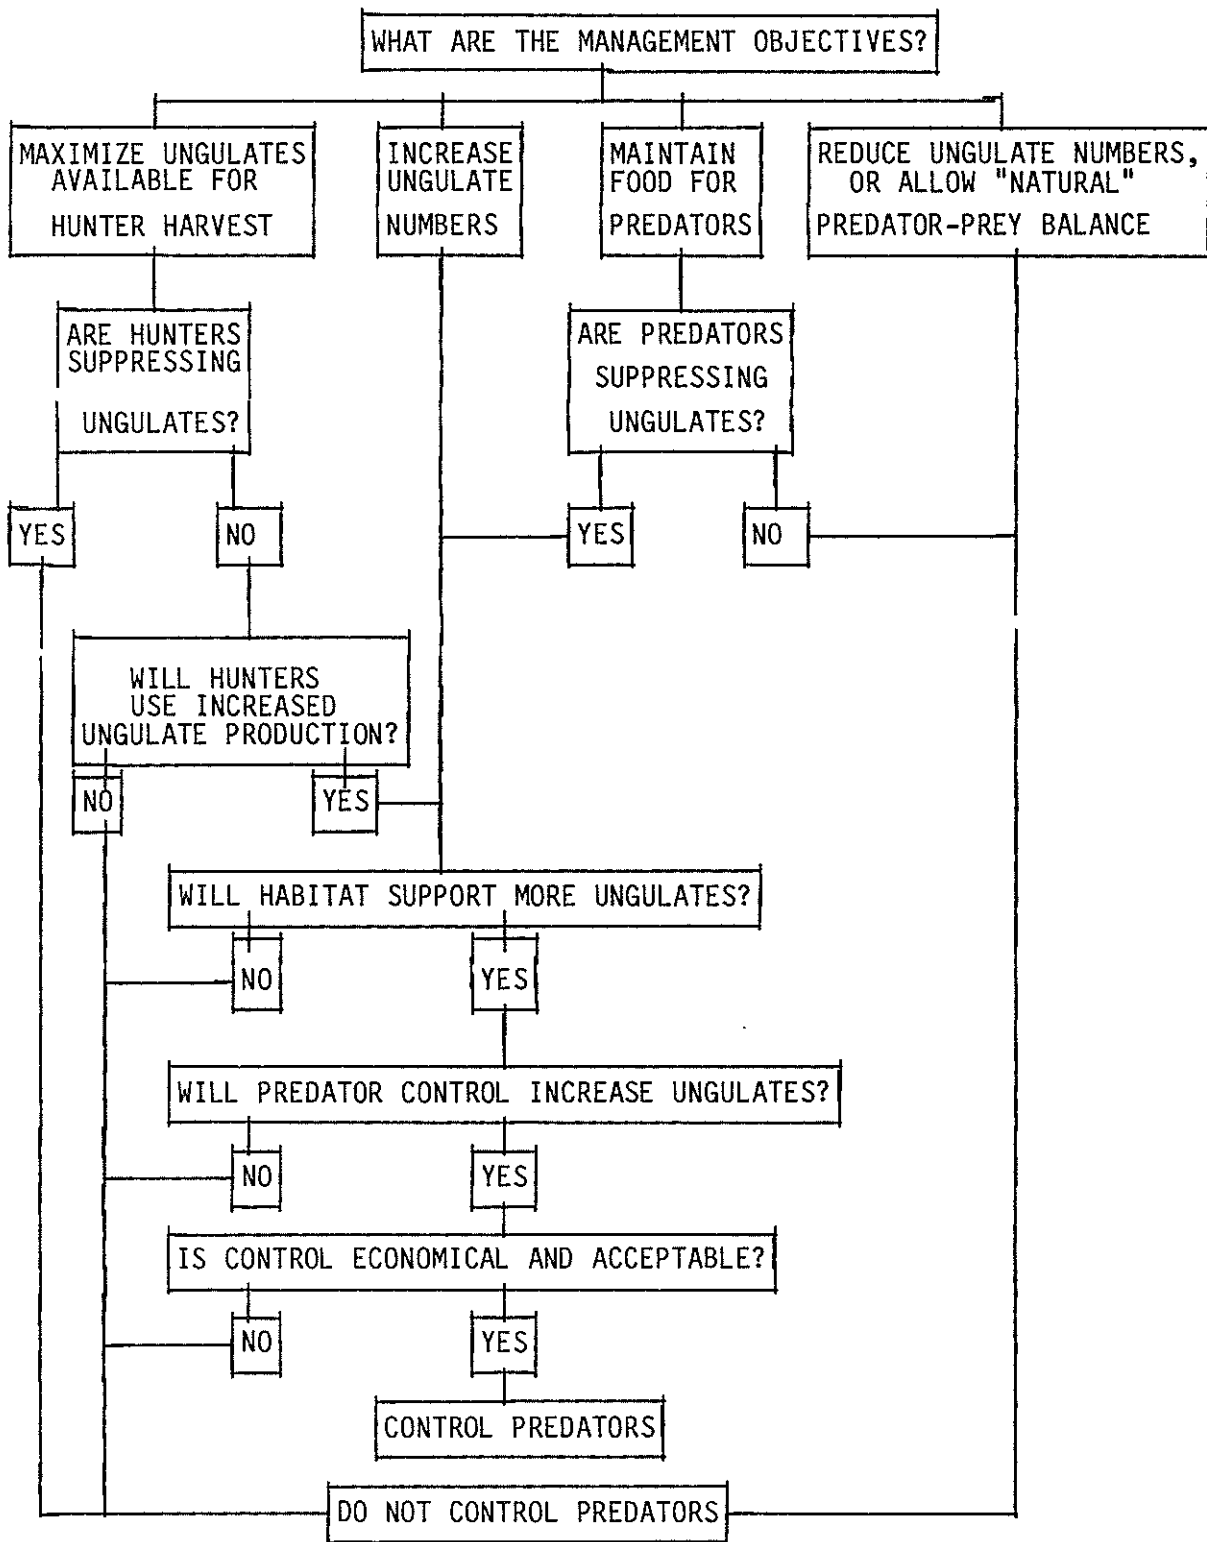 WHAT ARE THE MANAGEMENT OBJECTIVES?
MAXIMIZE UNGULATES
AVAILABLE FOR
HUNTER HARVEST
INCREASE
UNGULATE
NUMBERS
MAINTAIN
FOOD FOR
PREDATORS
REDUCE UNGULATE NUMBERS,
OR ALLOW "NATURAL"
PREDATOR-PREY BALANCE
ARE HUNTERS
SUPPRESSING
UNGULATES?
ARE PREDATORS
SUPPRESSING
UNGULATES?
YES
NO
YES
NO
WILL HUNTERS
USE INCREASED
UNGULATE PRODUCTION?
NO
YES
WILL HABITAT SUPPORT MORE UNGULATES?
NO
YES
WILL PREDATOR CONTROL INCREASE UNGULATES?
NO
YES
IS CONTROL ECONOMICAL AND ACCEPTABLE?
NO
YES
CONTROL PREDATORS
DO NOT CONTROL PREDATORS